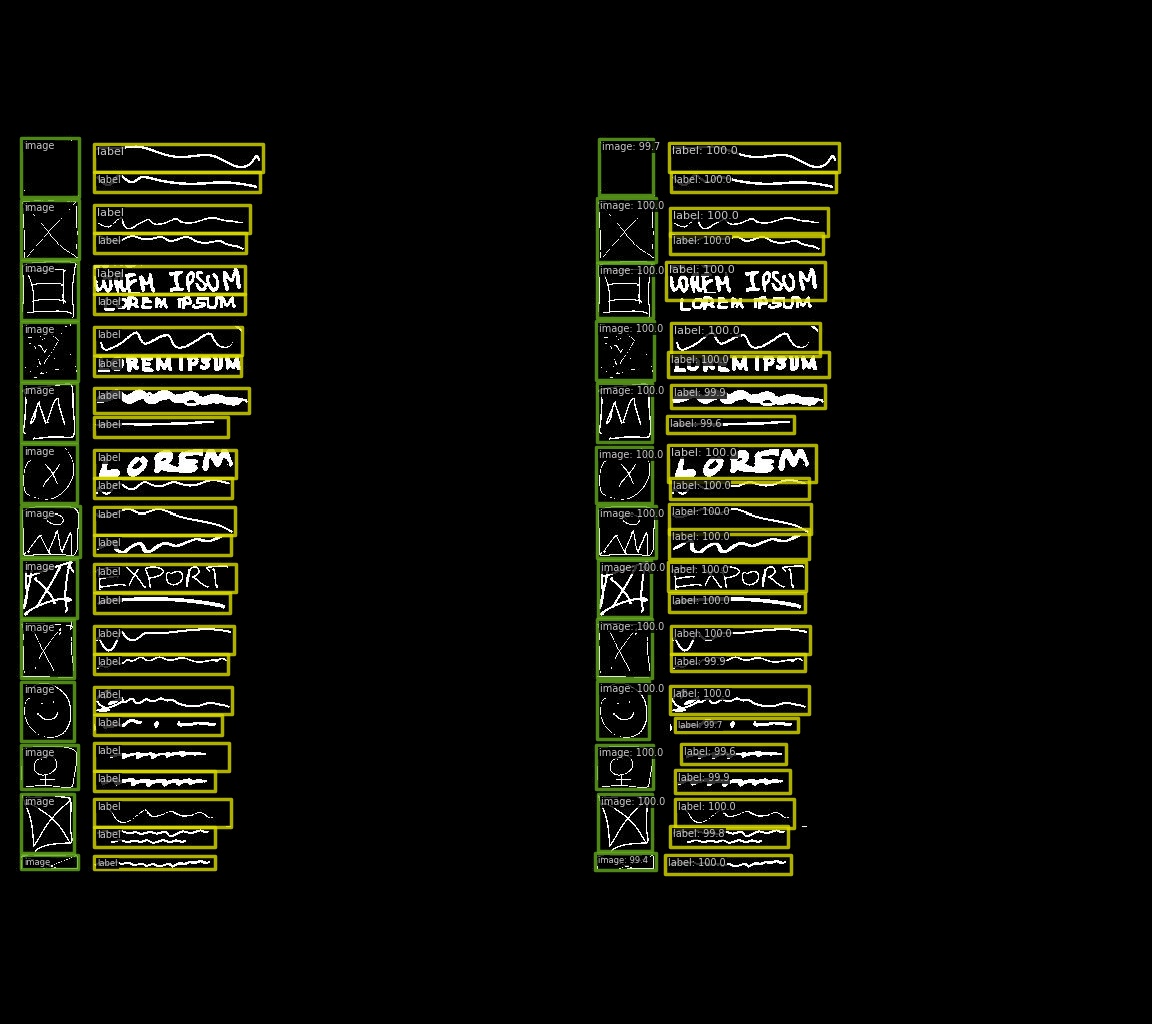 image label image: 99.7 label: 100.0
label label: 100.0
image label image: 100.0 label: 100.0
label label: 100.0
image label image: 100.0 label: 100.0
IPSUM IPSUM
label LOREM IPSUM LOREM IPSUM
image label image: 100.0 label: 100.0
label LOREM IPSUM label: 100.0 LOREM IPSUM
image label image: 100.0 label: 99.9
label label: 99.6
image label image: 100.0 label: 100.0
LOREM LOREM
label label: 100.0
image label image: 100.0 label: 100.0
label label: 100.0
image label image: 100.0 label: 100.0
EXPORT EXPORT
label label: 100.0
image label image: 100.0 label: 100.0
label label: 99.9
image label image: 100.0 label: 100.0
label label: 99.7
image label image: 100.0 label: 99.6
label label: 99.9
image label image: 100.0 label: 100.0
label label: 99.8
image label image: 99.4 label: 100.0